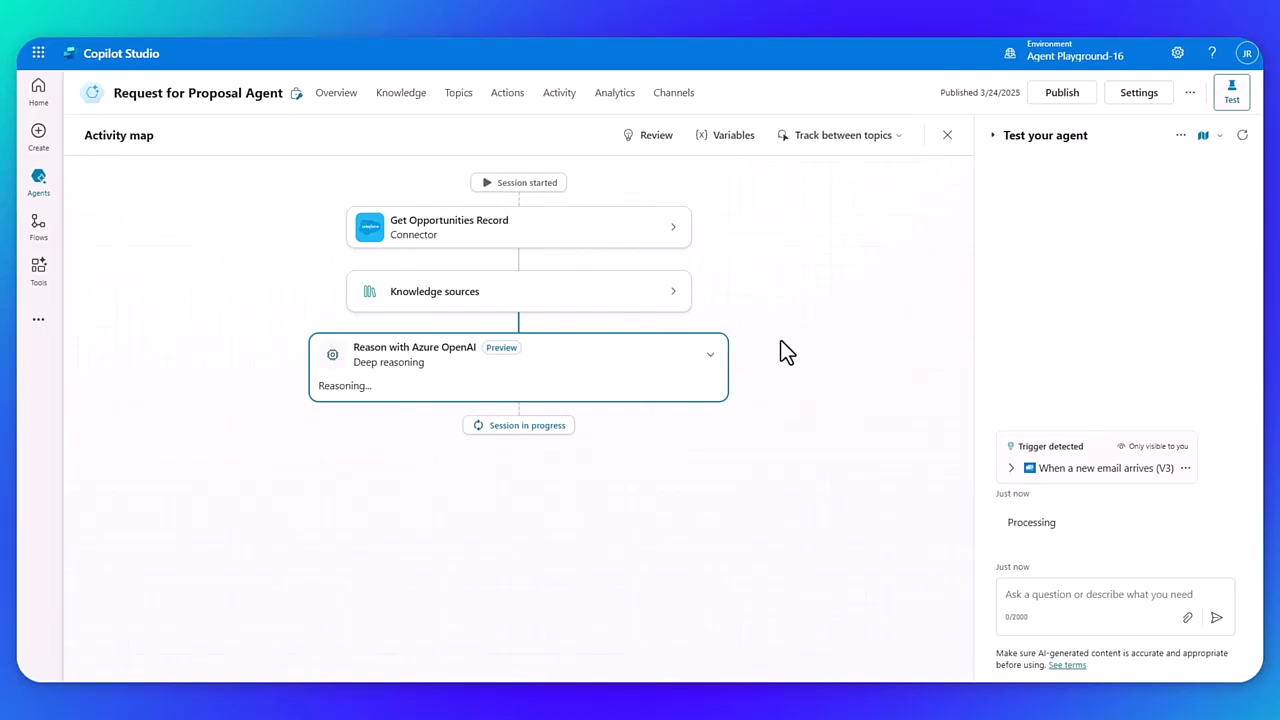 Copilot Studio
Environment
Agent Playground-16
JR
Home
Create
Agents
Flows
Tools
Request for Proposal Agent
Overview
Knowledge
Topics
Actions
Activity
Analytics
Channels
Published 3/24/2025
Publish
Settings
Test
Activity map
Review
{x} Variables
Track between topics
Session started
salesforce
Get Opportunities Record
Connector
Knowledge sources
Reason with Azure OpenAI Preview
Deep reasoning
Reasoning...
Session in progress
Test your agent
Trigger detected
Only visible to you
When a new email arrives (V3)
Just now
Processing
Just now
Ask a question or describe what you need
0/2000
Make sure AI-generated content is accurate and appropriate
before using. See terms